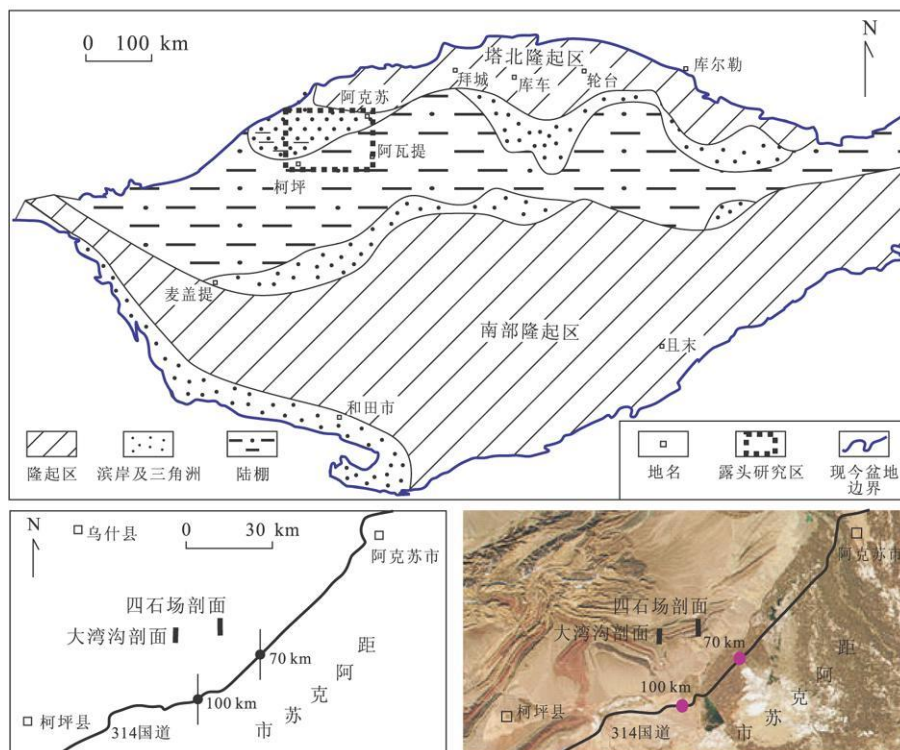 N
0 100 km
塔北隆起区
拜城
库车
轮台
库尔勒
阿克苏
阿瓦提
柯坪
麦盖提
南部隆起区
且末
和田市
隆起区
滨岸及三角洲
陆棚
地名
露头研究区
现今盆地
边界
N
乌什县
0 30 km
阿克苏市
四石场剖面
大湾沟剖面
70 km
100 km
柯坪县
314国道
距阿克苏市
阿克苏市
四石场剖面
大湾沟剖面
70 km
100 km
柯坪县
314国道
距阿克苏市